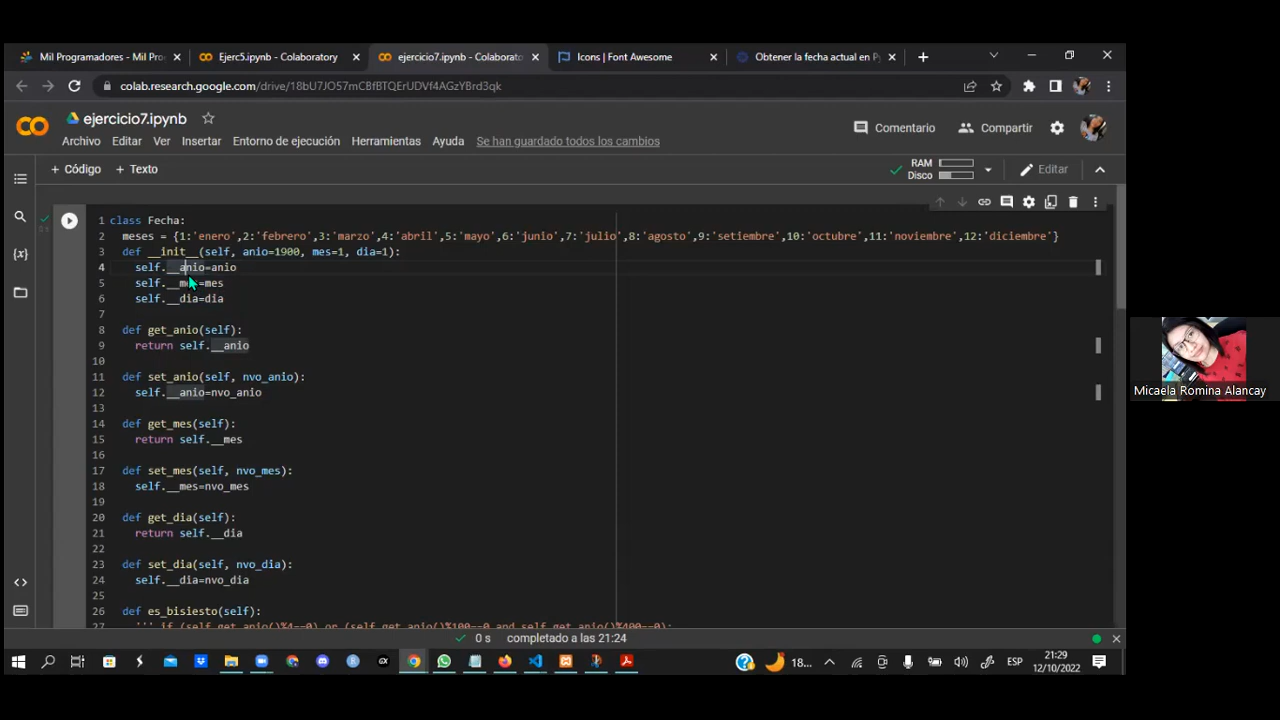 Mil Programadores - Mil Pro
Ejerc5.ipynb - Colaboratory
ejercicio7.ipynb - Colaborato
Icons | Font Awesome
Obtener la fecha actual en Py
colab.research.google.com/drive/18bU7JO57mCBfBTQErUDVf4AGzYBrd3qk
ejercicio7.ipynb
Comentario
Compartir
Archivo Editar Ver Insertar Entorno de ejecución Herramientas Ayuda Se han guardado todos los cambios
+ Código + Texto
RAM
Disco
Editar
1 class Fecha:
2 meses = {1:'enero',2:'febrero',3:'marzo',4:'abril',5:'mayo',6:'junio',7:'julio',8:'agosto',9:'setiembre',10:'octubre',11:'noviembre',12:'diciembre'}
3 def __init__(self, anio=1900, mes=1, dia=1):
4 self.__anio=anio
5 self.__mes=mes
6 self.__dia=dia
7
8 def get_anio(self):
9 return self.__anio
10
11 def set_anio(self, nvo_anio):
12 self.__anio=nvo_anio
13
14 def get_mes(self):
15 return self.__mes
16
17 def set_mes(self, nvo_mes):
18 self.__mes=nvo_mes
19
20 def get_dia(self):
21 return self.__dia
22
23 def set_dia(self, nvo_dia):
24 self.__dia=nvo_dia
25
26 def es_bisiesto(self):
27 ''' if (self.get_anio()%4==0) or (self.get_anio()%100==0 and self.get_anio()%400==0):
0 s completado a las 21:24
Micaela Romina Alancay
18...
ESP
21:29
12/10/2022